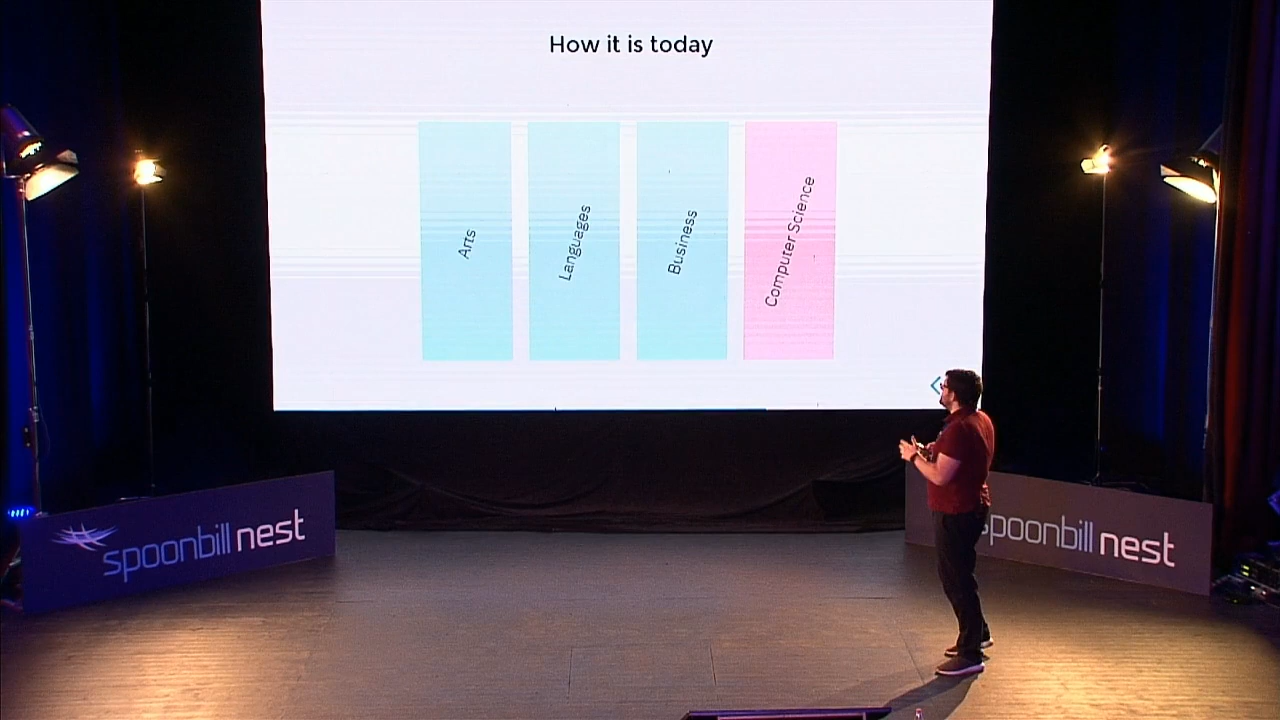 How it is today
Arts
Languages
Business
Computer Science
spoonbill nest
spoonbill nest